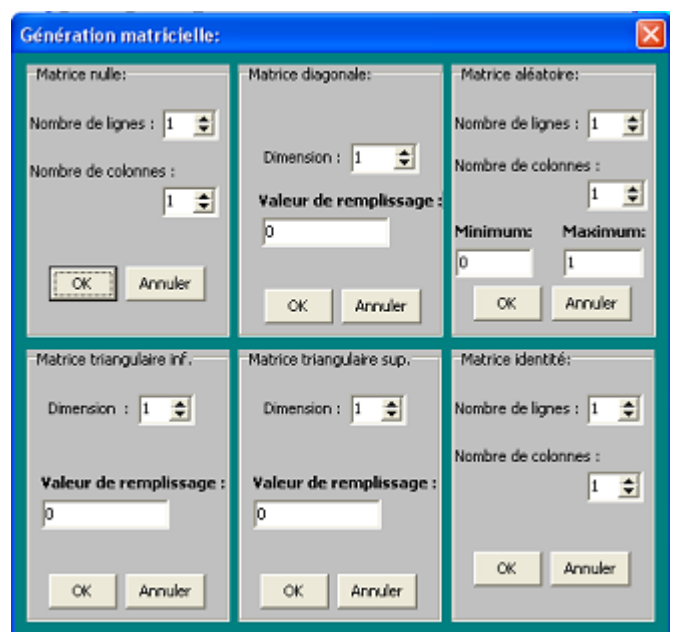 Génération matricielle:
Matrice nulle:
Nombre de lignes : 1
Nombre de colonnes :
1
OK Annuler
Matrice diagonale:
Dimension : 1
Valeur de remplissage :
0
OK Annuler
Matrice aléatoire:
Nombre de lignes : 1
Nombre de colonnes :
1
Minimum: Maximum:
0 1
OK Annuler
Matrice triangulaire inf.
Dimension : 1
Valeur de remplissage :
0
OK Annuler
Matrice triangulaire sup.
Dimension : 1
Valeur de remplissage :
0
OK Annuler
Matrice identité:
Nombre de lignes : 1
Nombre de colonnes :
1
OK Annuler